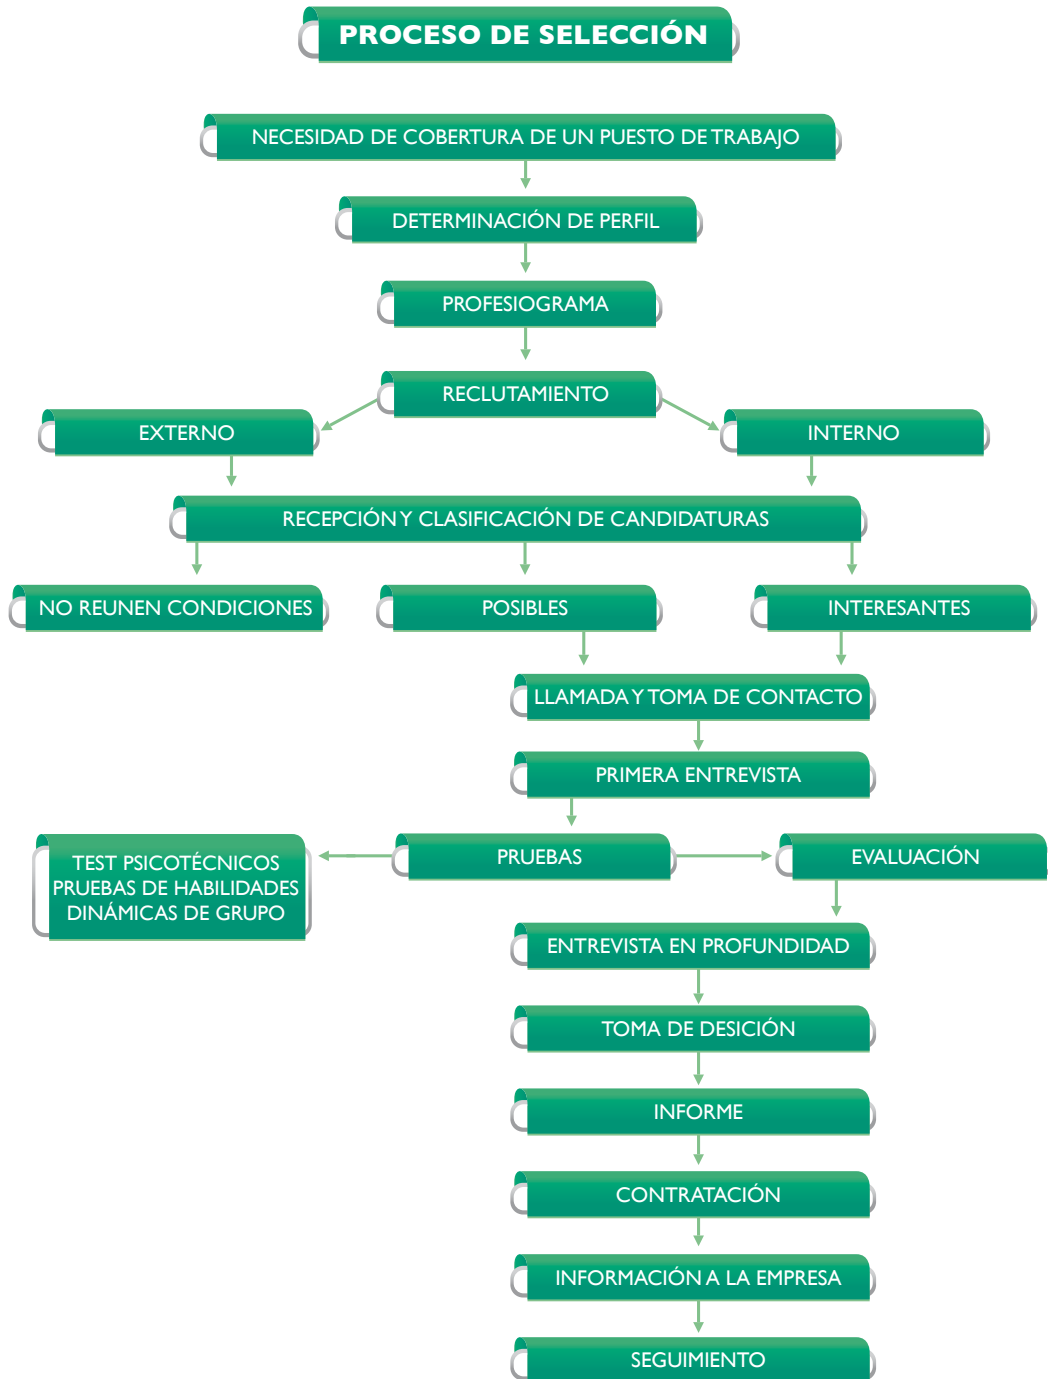 PROCESO DE SELECCIÓN
NECESIDAD DE COBERTURA DE UN PUESTO DE TRABAJO
DETERMINACIÓN DE PERFIL
PROFESIOGRAMA
RECLUTAMIENTO
EXTERNO
INTERNO
RECEPCIÓN Y CLASIFICACIÓN DE CANDIDATURAS
NO REUNEN CONDICIONES
POSIBLES
INTERESANTES
LLAMADA Y TOMA DE CONTACTO
PRIMERA ENTREVISTA
TEST PSICOTÉCNICOS
PRUEBAS DE HABILIDADES
DINÁMICAS DE GRUPO
PRUEBAS
EVALUACIÓN
ENTREVISTA EN PROFUNDIDAD
TOMA DE DESICIÓN
INFORME
CONTRATACIÓN
INFORMACIÓN A LA EMPRESA
SEGUIMIENTO